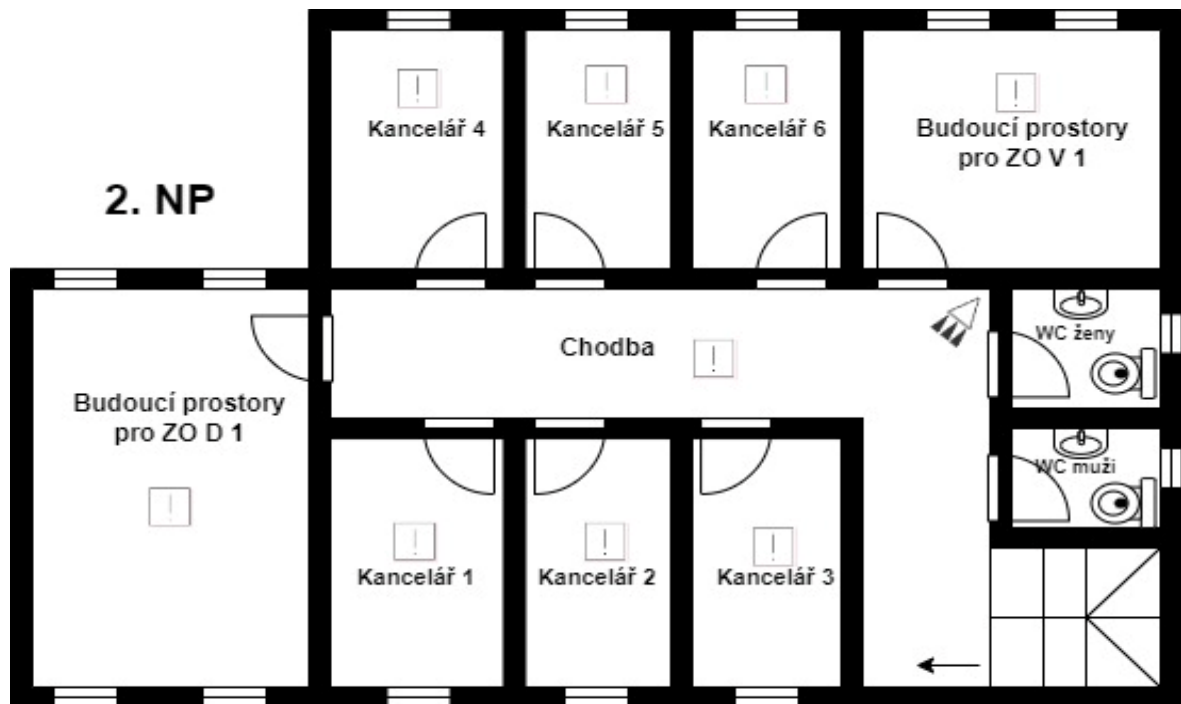 Kancelář 4
Kancelář 5
Kancelář 6
Budoucí prostory
pro ZO V 1
2. NP
WC ženy
Chodba
Budoucí prostory
pro ZO D 1
WC muži
Kancelář 1
Kancelář 2
Kancelář 3